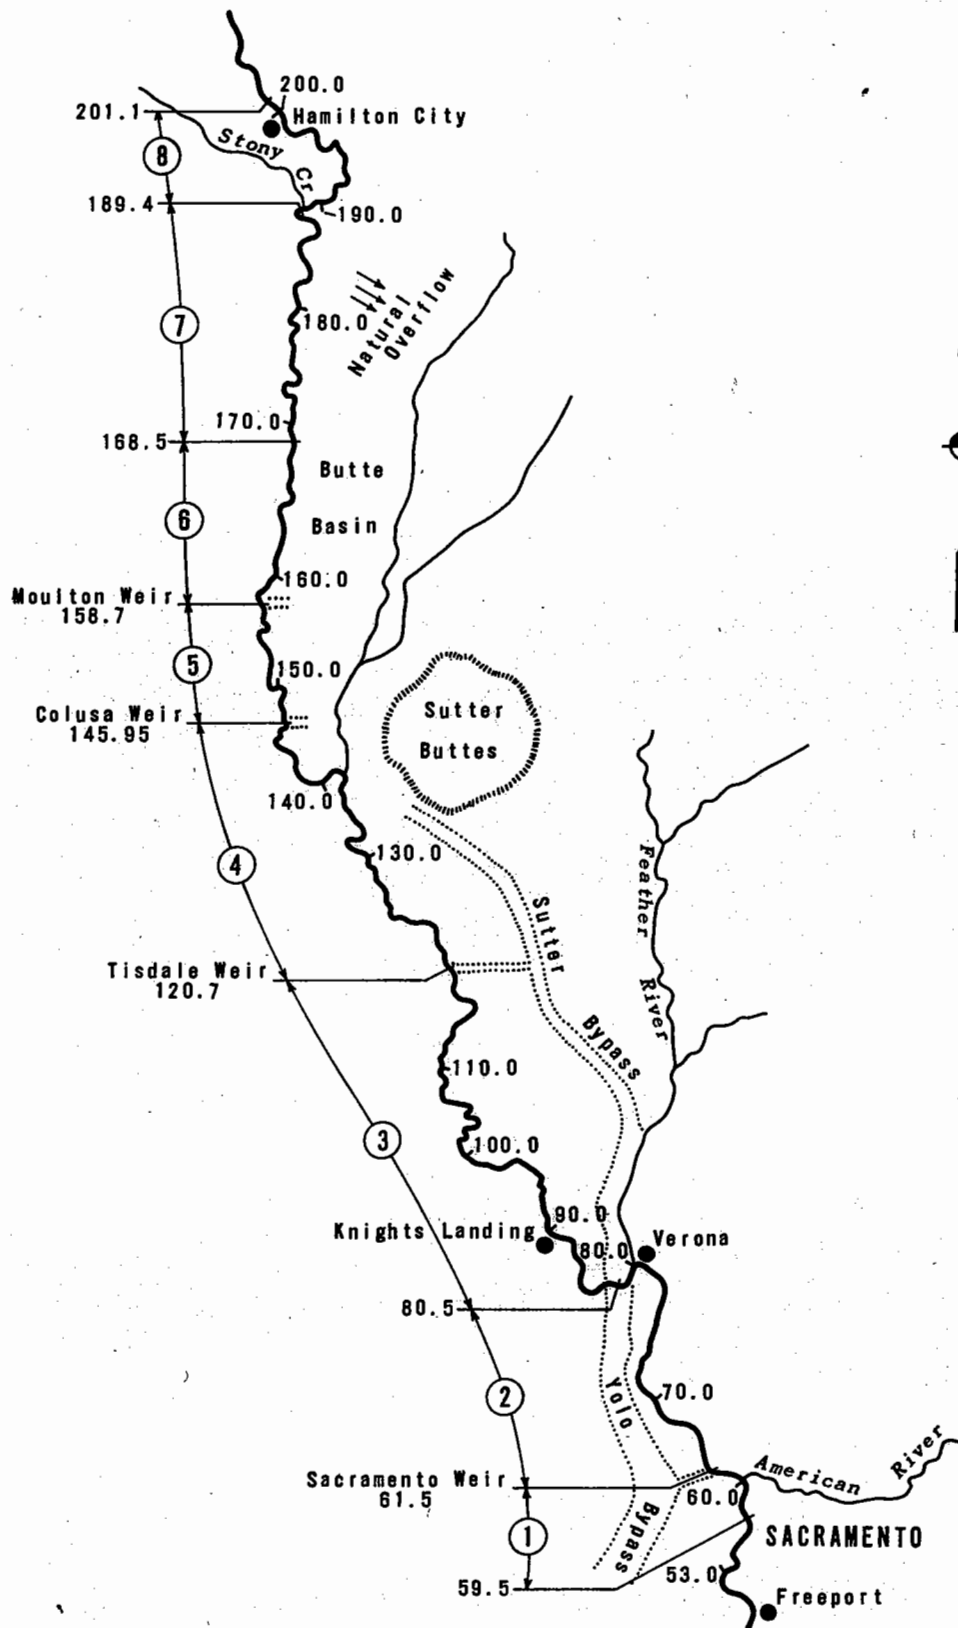 200.0
201.1
Hamilton City
Stony Cr
8
189.4
190.0
Natural
Overflow
180.0
7
170.0
168.5
Butte
Basin
6
160.0
Moulton Weir
158.7
5
150.0
Sutter
Buttes
Colusa Weir
145.95
140.0
130.0
4
Feather River
Sutter Bypass
Tisdale Weir
120.7
110.0
3
100.0
90.0
Knights Landing
80.0
Verona
80.5
2
70.0
Yolo Bypass
American River
Sacramento Weir
61.5
60.0
1
SACRAMENTO
59.5
53.0
Freeport